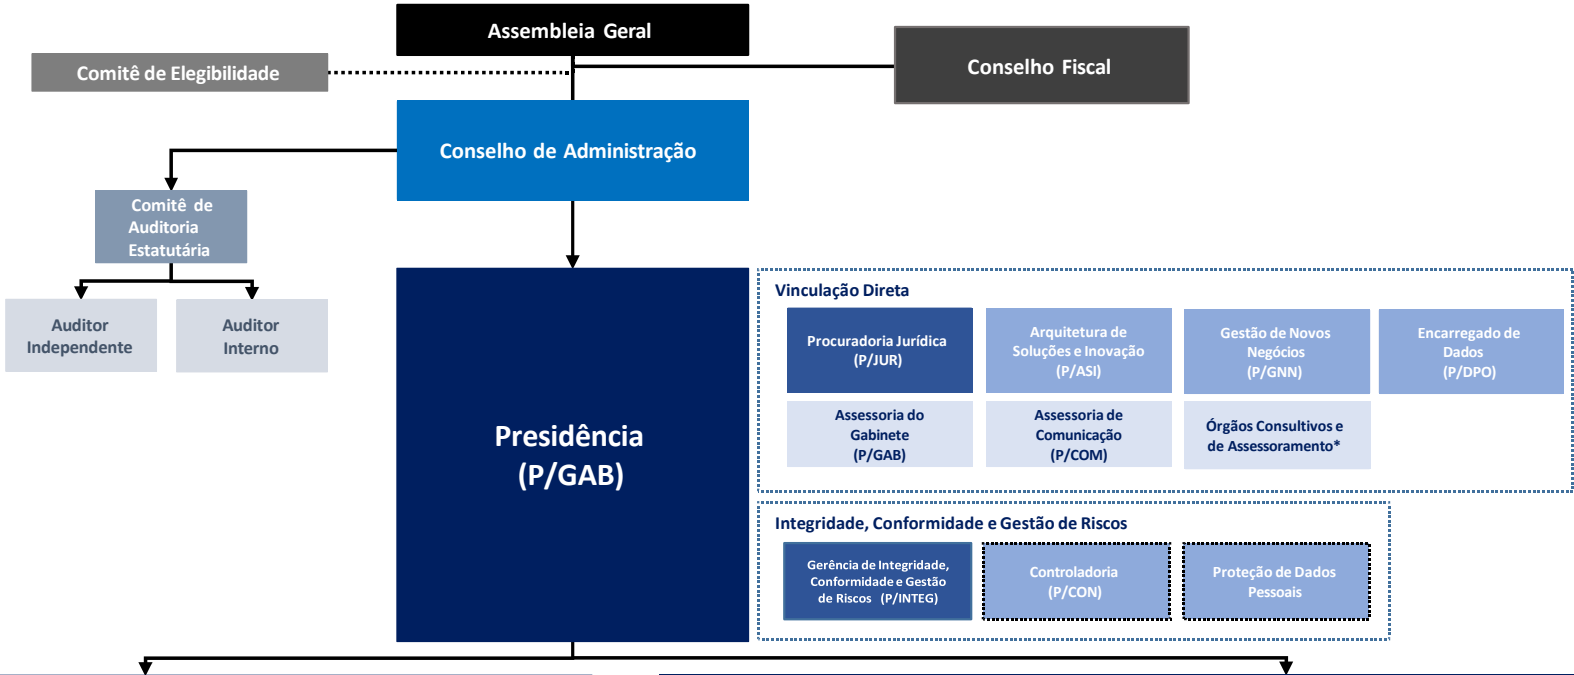 Assembleia Geral
Comitê de Elegibilidade
Conselho Fiscal
Conselho de Administração
Comitê de
Auditoria
Estatutária
Auditor
Independente
Auditor
Interno
Presidência
(P/GAB)
Vinculação Direta
Procuradoria Jurídica
(P/JUR)
Arquitetura de
Soluções e Inovação
(P/ASI)
Gestão de Novos
Negócios
(P/GNN)
Encarregado de
Dados
(P/DPO)
Assessoria do
Gabinete
(P/GAB)
Assessoria de
Comunicação
(P/COM)
Órgãos Consultivos e
de Assessoramento*
Integridade, Conformidade e Gestão de Riscos
Gerência de Integridade,
Conformidade e Gestão
de Riscos (P/INTEG)
Controladoria
(P/CON)
Proteção de Dados
Pessoais